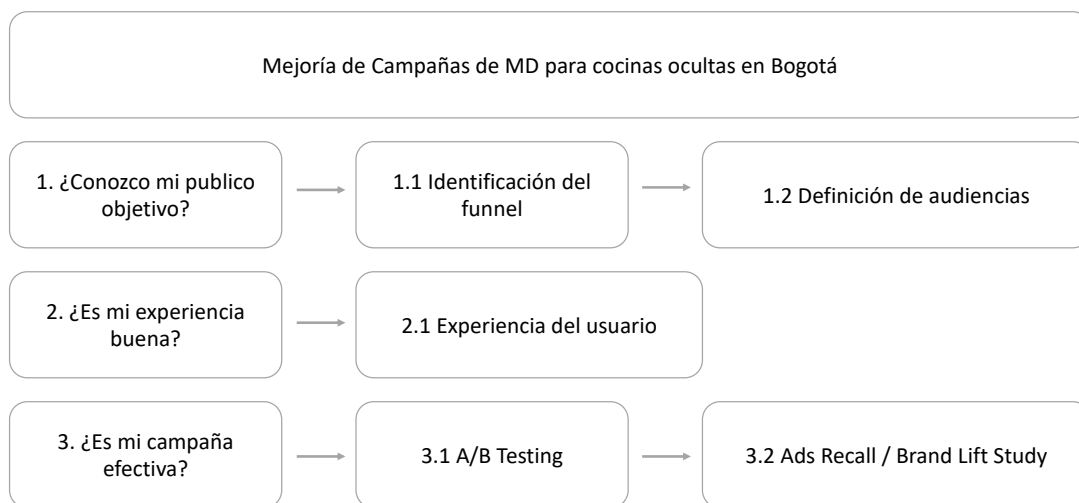 Mejoría de Campañas de MD para cocinas ocultas en Bogotá
1. ¿Conozco mi publico
objetivo?
1.1 Identificación del
funnel
1.2 Definición de audiencias
2. ¿Es mi experiencia
buena?
2.1 Experiencia del usuario
3. ¿Es mi campaña
efectiva?
3.1 A/B Testing
3.2 Ads Recall / Brand Lift Study